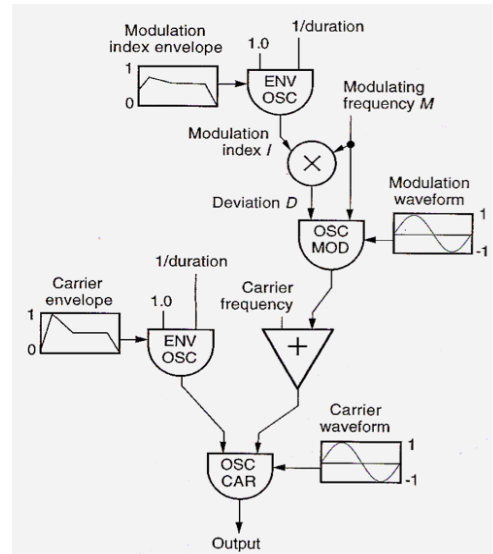 Modulation
index envelope
1
0
1.0
1/duration
ENV
OSC
Modulating
frequency M
Modulation
index I
×
Deviation D
Modulation
waveform
OSC
MOD
1
-1
1/duration
Carrier
envelope
1.0
Carrier
frequency
1
0
ENV
OSC
+
Carrier
waveform
1
-1
OSC
CAR
Output